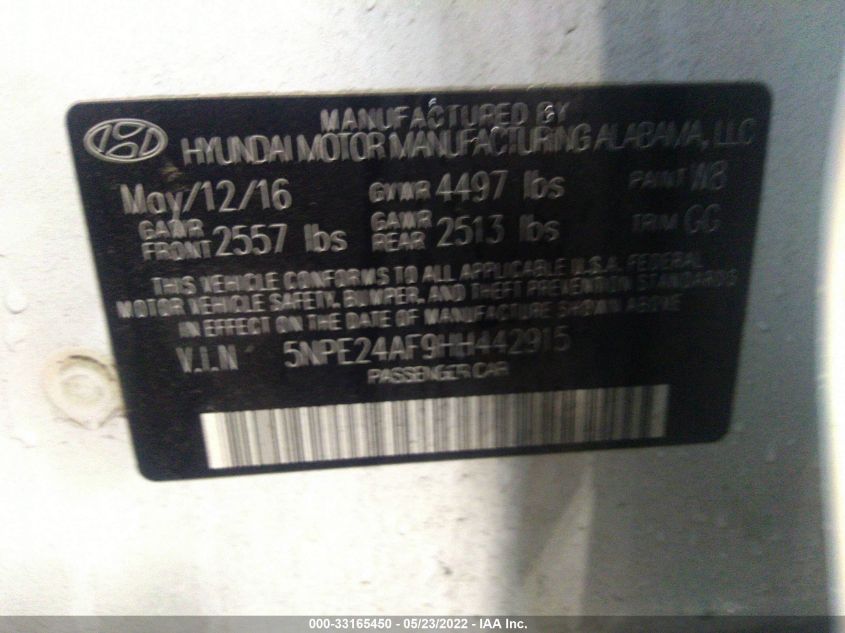 MANUFACTURED BY
HYUNDAI MOTOR MANUFACTURING ALABAMA, LLC
May/12/16 GVWR 4497 lbs PAINT W8
GAWR FRONT 2557 lbs GAWR REAR 2513 lbs TRIM GG
THIS VEHICLE CONFORMS TO ALL APPLICABLE U.S.A. FEDERAL
MOTOR VEHICLE SAFETY, BUMPER, AND THEFT PREVENTION STANDARDS
IN EFFECT ON THE DATE OF MANUFACTURE SHOWN ABOVE
V.I.N 5NPE24AF9HH442915
PASSENGER CAR
000-33165450 - 05/23/2022 - IAA Inc.